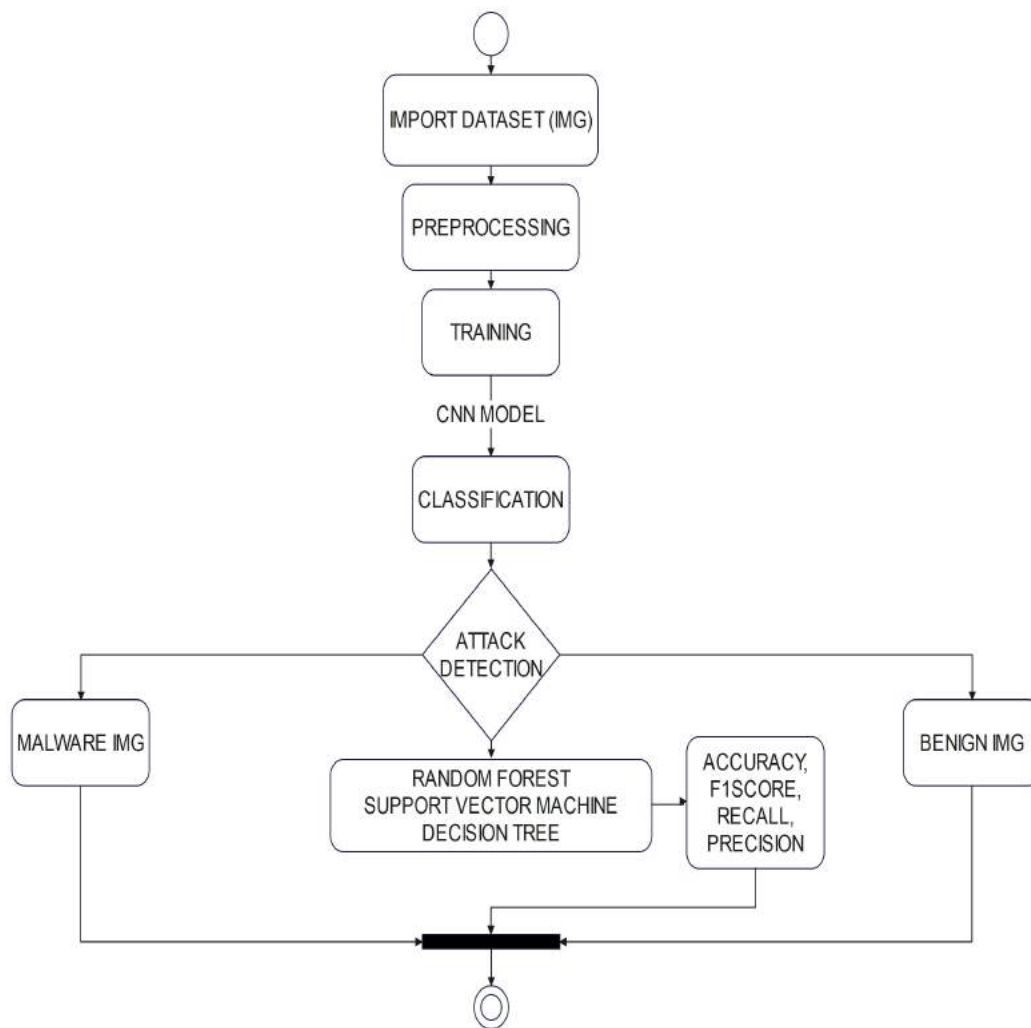 IMPORT DATASET (IMG)
PREPROCESSING
TRAINING
CNN MODEL
CLASSIFICATION
ATTACK
DETECTION
MALWARE IMG
BENIGN IMG
RANDOM FOREST
SUPPORT VECTOR MACHINE
DECISION TREE
ACCURACY,
F1SCORE,
RECALL,
PRECISION